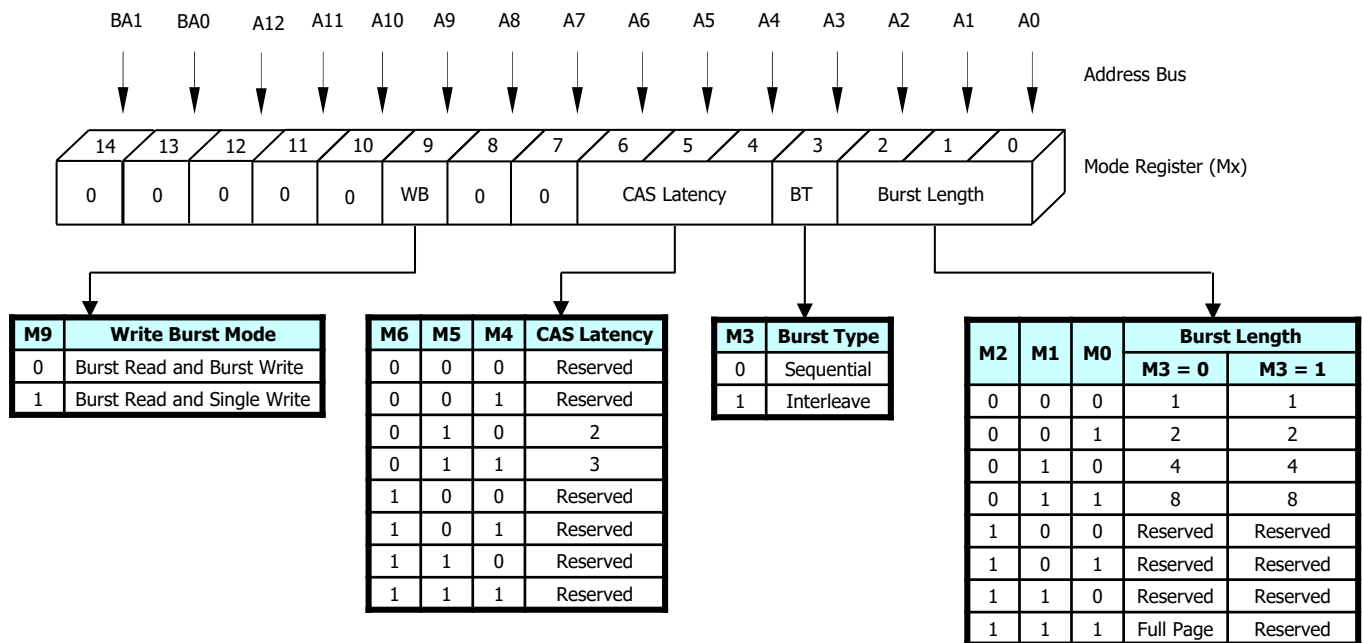 BA1 BA0 A12 A11 A10 A9 A8 A7 A6 A5 A4 A3 A2 A1 A0
Address Bus
14 13 12 11 10 9 8 7 6 5 4 3 2 1 0
Mode Register (Mx)
0 0 0 0 0 WB 0 0 CAS Latency BT Burst Length
M9 Write Burst Mode
0 Burst Read and Burst Write
1 Burst Read and Single Write
M6 M5 M4 CAS Latency
0 0 0 Reserved
0 0 1 Reserved
0 1 0 2
0 1 1 3
1 0 0 Reserved
1 0 1 Reserved
1 1 0 Reserved
1 1 1 Reserved
M3 Burst Type
0 Sequential
1 Interleave
M2 M1 M0 Burst Length
M3 = 0 M3 = 1
0 0 0 1 1
0 0 1 2 2
0 1 0 4 4
0 1 1 8 8
1 0 0 Reserved Reserved
1 0 1 Reserved Reserved
1 1 0 Reserved Reserved
1 1 1 Full Page Reserved